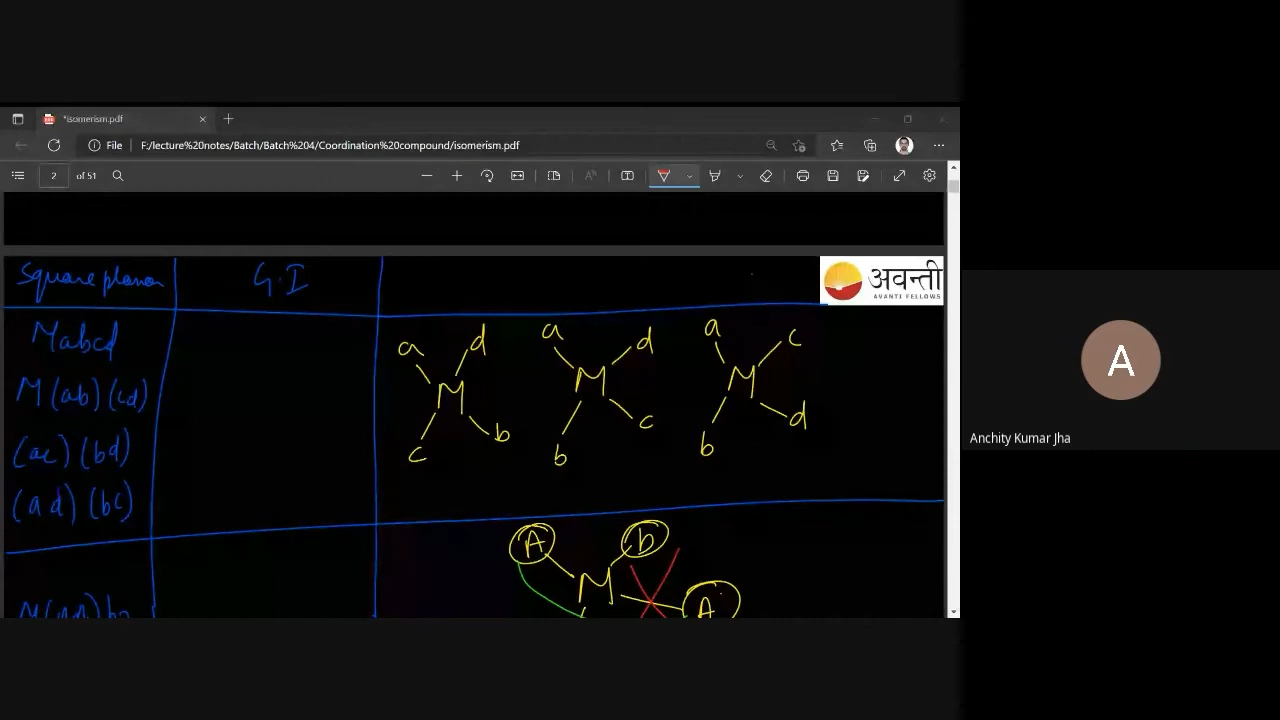 *isomerism.pdf
File F:/lecture%20notes/Batch/Batch%204/Coordination%20compound/isomerism.pdf
2 of 51
Square planar G.I
अवन्ती
AVANTI FELLOWS
Mabcd
M(ab)(cd)
(ac)(bd)
(ad)(bc)
a d
M
c b
a d
M
b c
a c
M
b d
A b
M
A
A
Anchity Kumar Jha